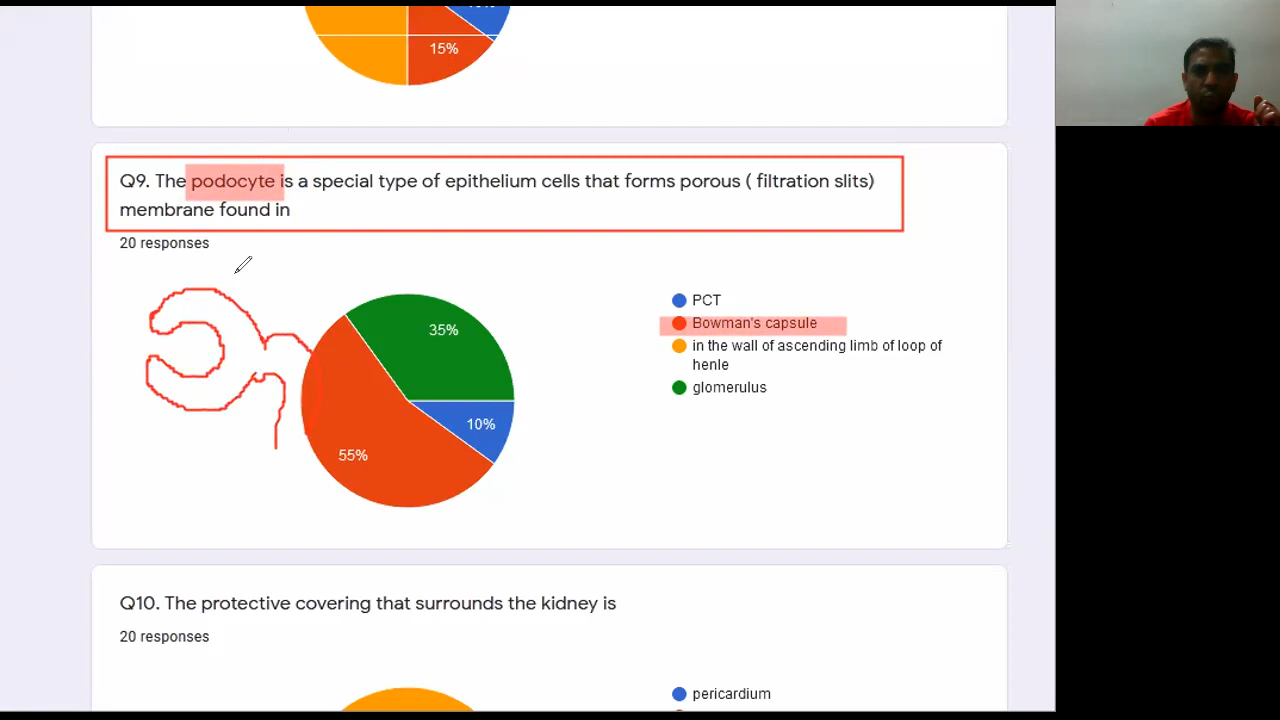 15%
Q9. The podocyte is a special type of epithelium cells that forms porous ( filtration slits)
membrane found in
20 responses
35%
10%
55%
PCT
Bowman's capsule
in the wall of ascending limb of loop of
henle
glomerulus
Q10. The protective covering that surrounds the kidney is
20 responses
pericardium